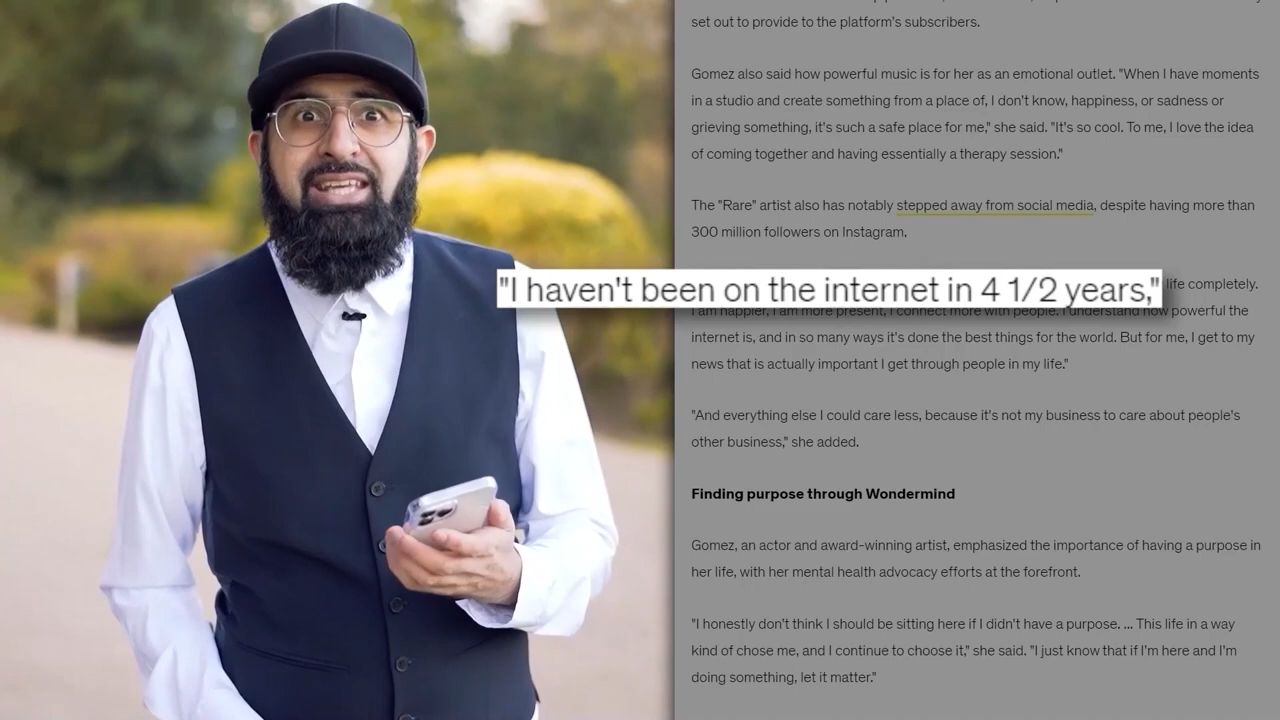 set out to provide to the platform's subscribers.
Gomez also said how powerful music is for her as an emotional outlet. "When I have moments
in a studio and create something from a place of, I don't know, happiness, or sadness or
grieving something, it's such a safe place for me," she said. "It's so cool. To me, I love the idea
of coming together and having essentially a therapy session."
The "Rare" artist also has notably stepped away from social media, despite having more than
300 million followers on Instagram.
"I haven't been on the internet in 4 1/2 years," life completely.
I am happier, I am more present, I connect more with people. I understand how powerful the
internet is, and in so many ways it's done the best things for the world. But for me, I get to my
news that is actually important I get through people in my life."
"And everything else I could care less, because it's not my business to care about people's
other business," she added.
Finding purpose through Wondermind
Gomez, an actor and award-winning artist, emphasized the importance of having a purpose in
her life, with her mental health advocacy efforts at the forefront.
"I honestly don't think I should be sitting here if I didn't have a purpose. ... This life in a way
kind of chose me, and I continue to choose it," she said. "I just know that if I'm here and I'm
doing something, let it matter."